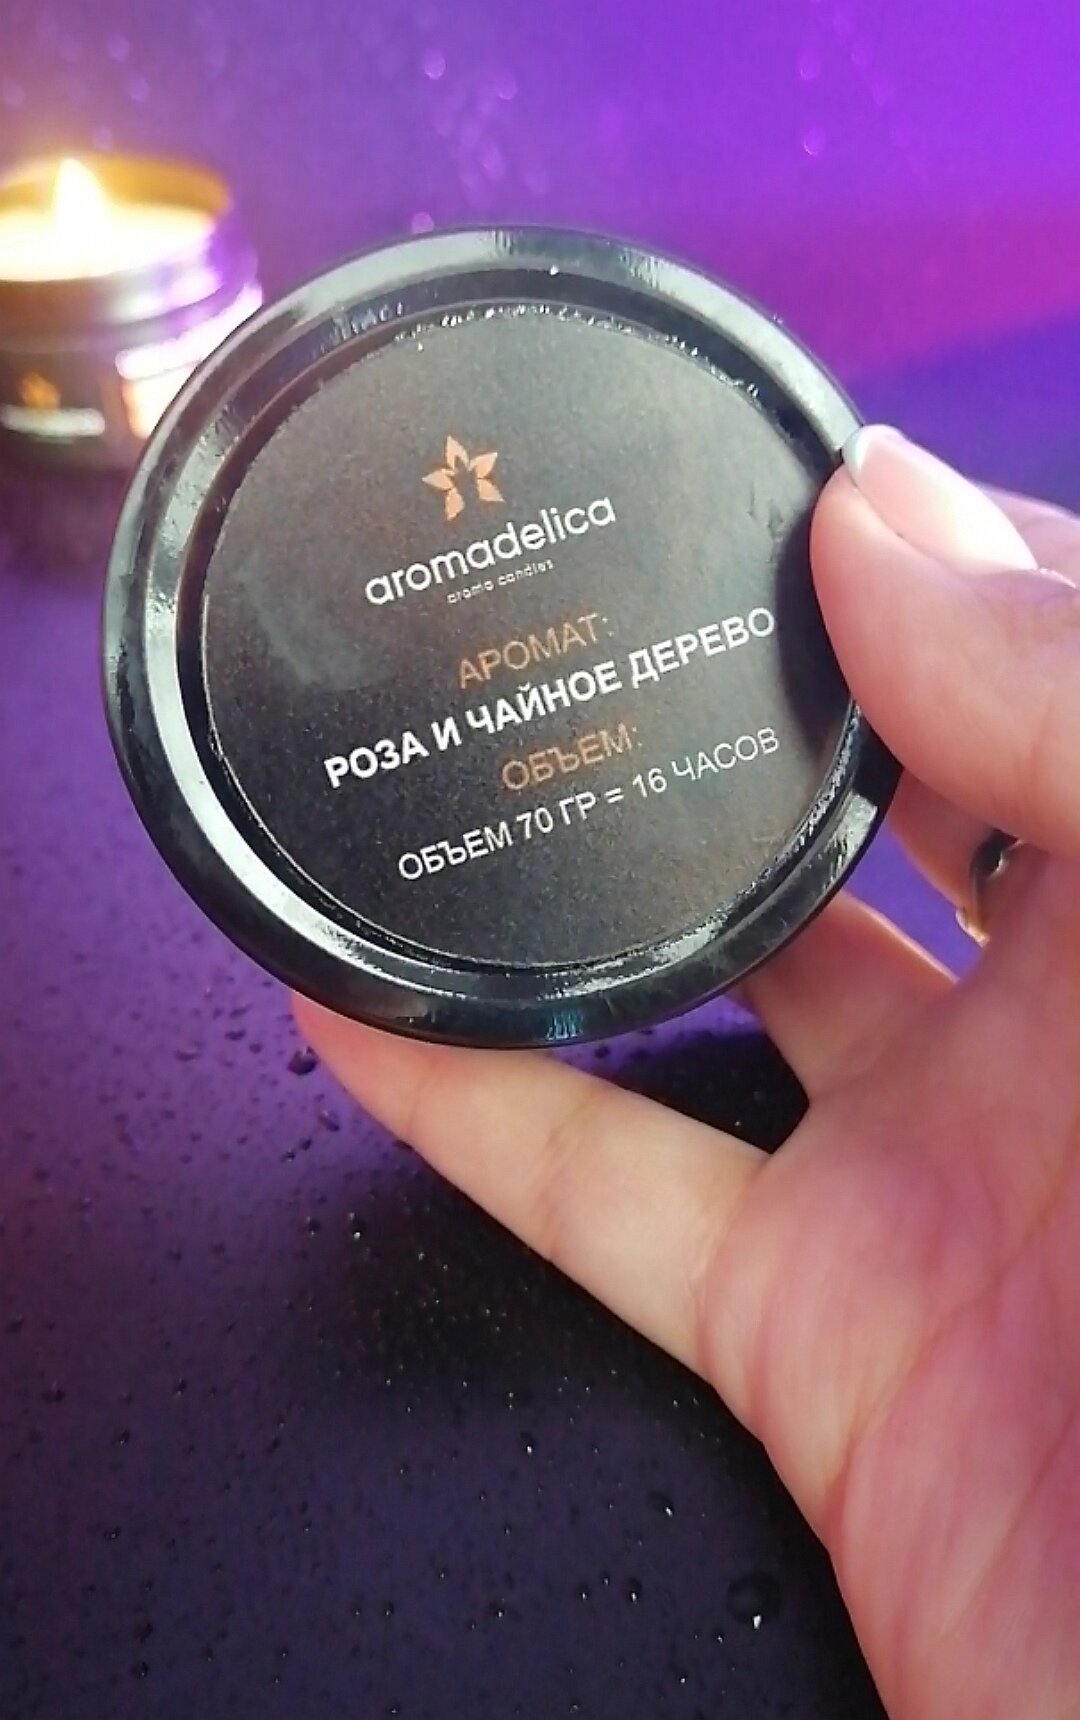 aromadelica
aroma candles
АРОМАТ:
РОЗА И ЧАЙНОЕ ДЕРЕВО
ОБЪЕМ:
ОБЪЕМ 70 ГР = 16 ЧАСОВ